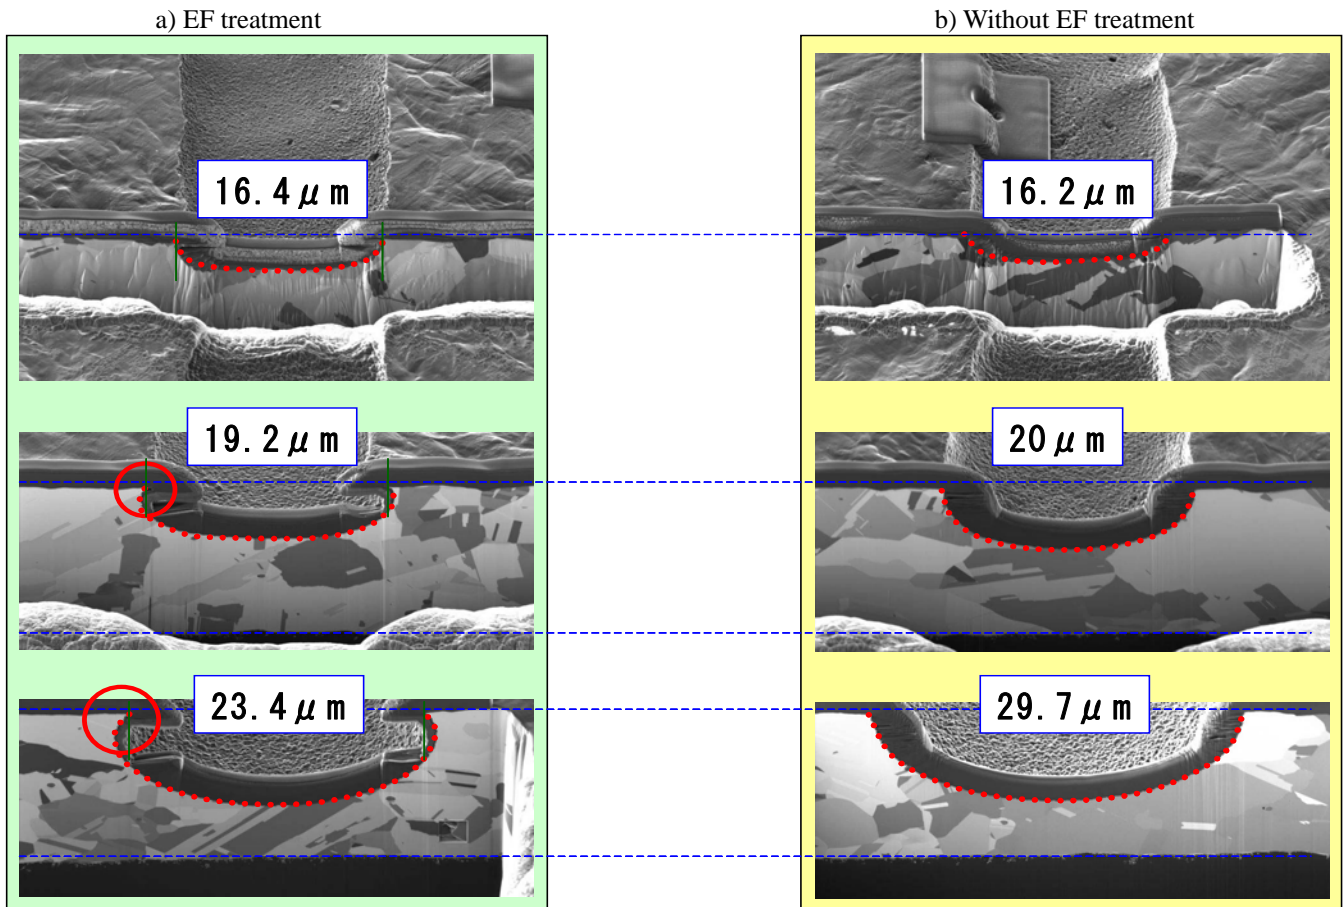 a) EF treatment
b) Without EF treatment
16.4μm
16.2μm
19.2μm
20μm
23.4μm
29.7μm